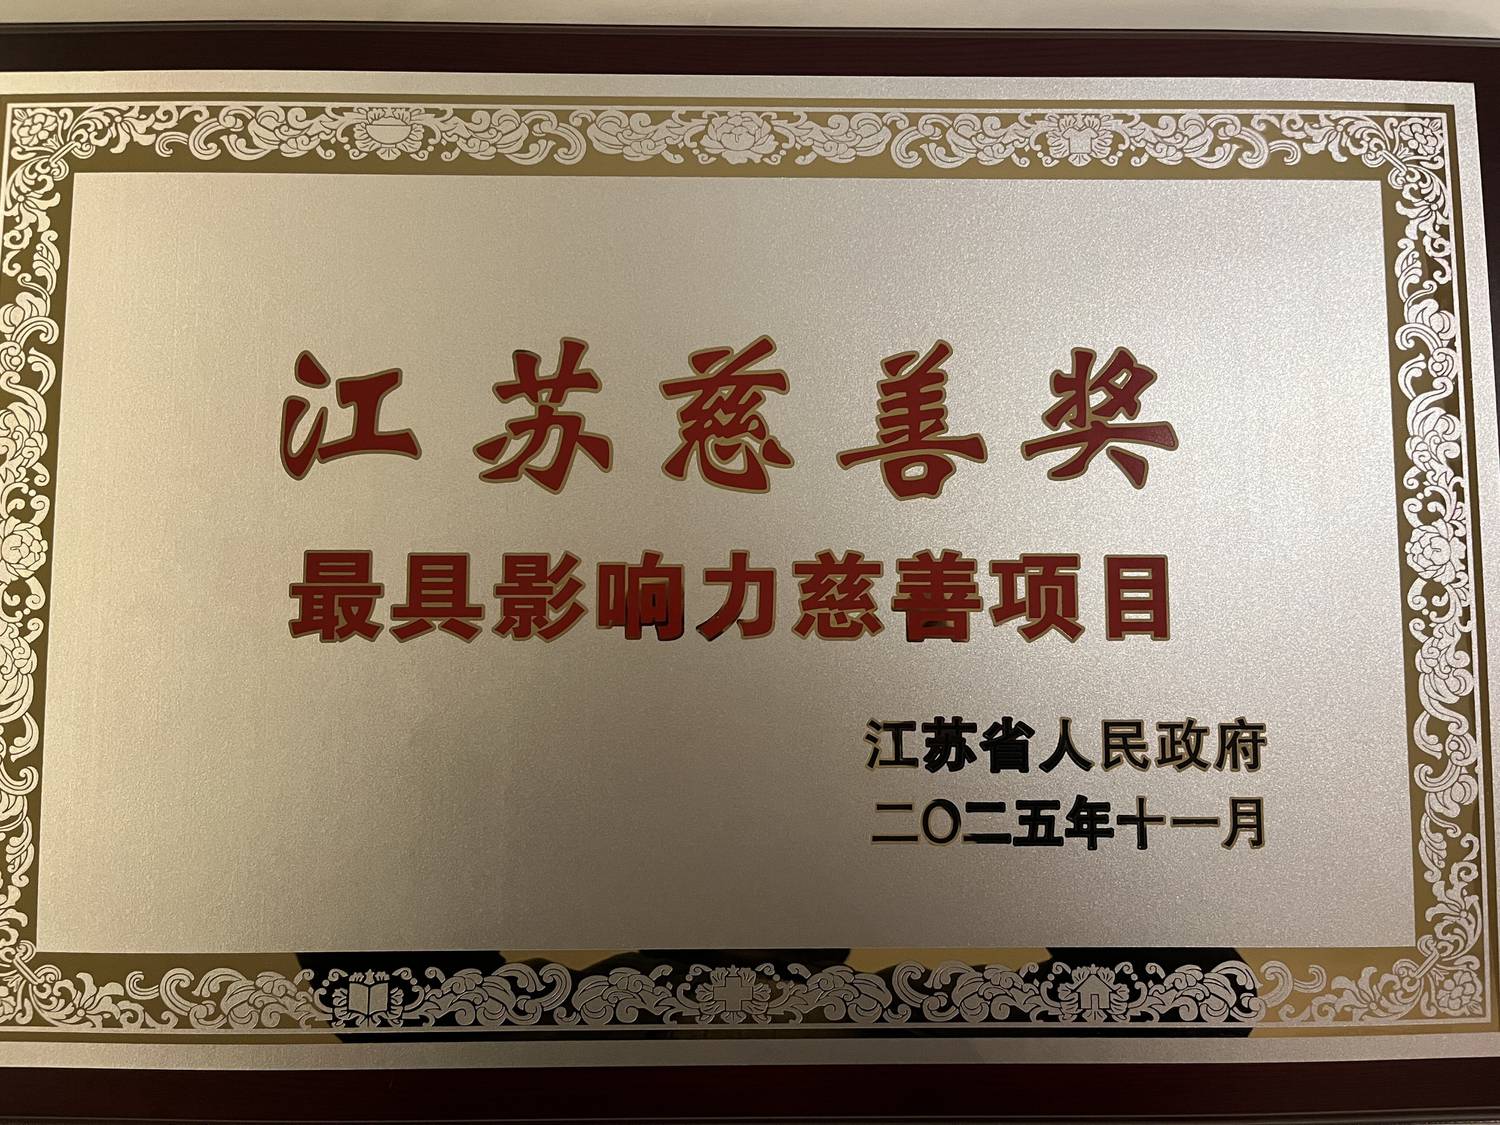 江苏慈善奖
最具影响力慈善项目
江苏省人民政府
二〇二五年十一月